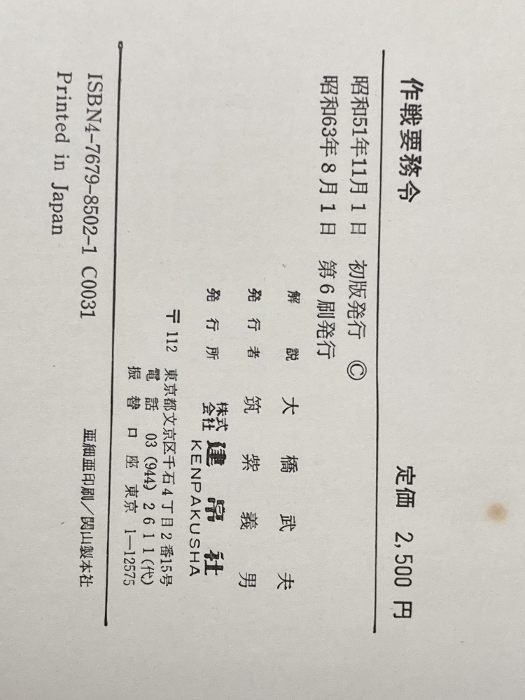 作戦要務令　定価　2,500 円
昭和51年11月 1 日　初版発行　©
昭和63年 8 月 1 日　第 6 刷発行
解説　大橋武夫
発行者　筑紫義男
発行所　株式会社 建帛社
KENPAKUSHA
〒 112　東京都文京区千石 4 丁目 2 番15号
電話　03 (944) 2 6 1 1 (代)
振替口座　東京　1—12575
ISBN4-7679-8502-1　C0031　亜細亜印刷／関山製本社
Printed in Japan